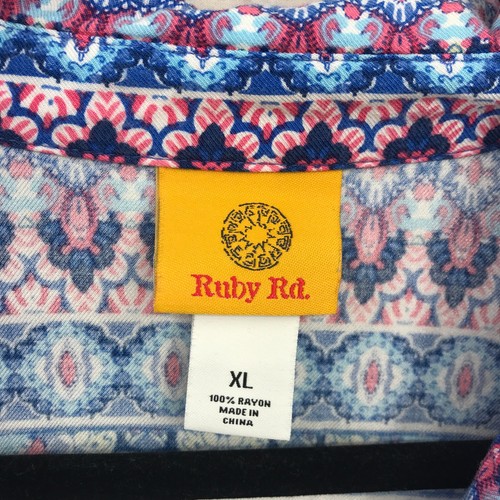 Ruby Rd.
XL
100% RAYON
MADE IN
CHINA